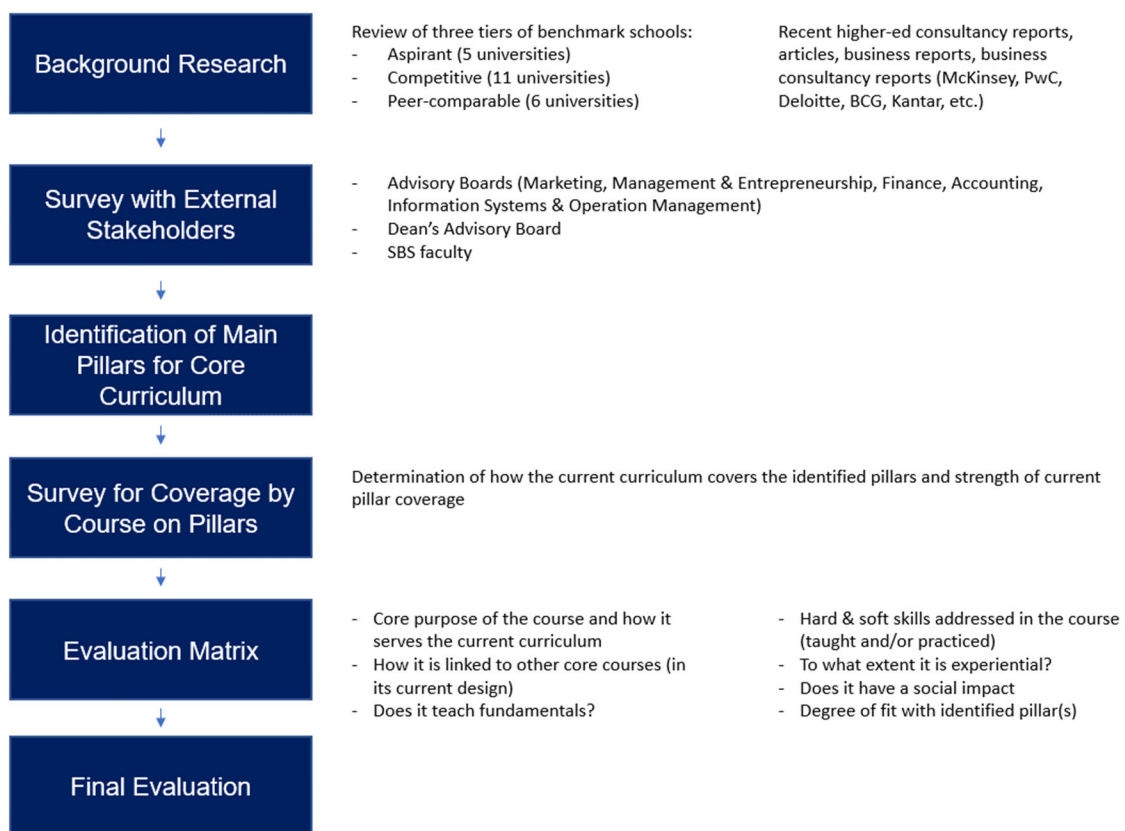 Background Research
Review of three tiers of benchmark schools:
- Aspirant (5 universities)
- Competitive (11 universities)
- Peer-comparable (6 universities)
Recent higher-ed consultancy reports,
articles, business reports, business
consultancy reports (McKinsey, PwC,
Deloitte, BCG, Kantar, etc.)
Survey with External
Stakeholders
- Advisory Boards (Marketing, Management & Entrepreneurship, Finance, Accounting,
Information Systems & Operation Management)
- Dean's Advisory Board
- SBS faculty
Identification of Main
Pillars for Core
Curriculum
Survey for Coverage by
Course on Pillars
Determination of how the current curriculum covers the identified pillars and strength of current
pillar coverage
Evaluation Matrix
- Core purpose of the course and how it
serves the current curriculum
- How it is linked to other core courses (in
its current design)
- Does it teach fundamentals?
- Hard & soft skills addressed in the course
(taught and/or practiced)
- To what extent it is experiential?
- Does it have a social impact
- Degree of fit with identified pillar(s)
Final Evaluation